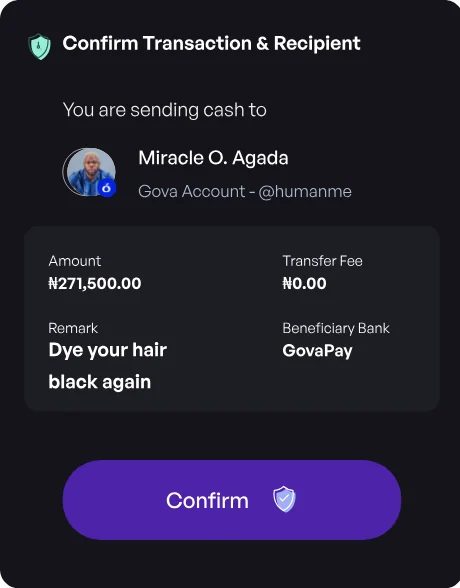 Confirm Transaction & Recipient
You are sending cash to
Miracle O. Agada
Gova Account - @humanme
Amount
₦271,500.00
Transfer Fee
₦0.00
Remark
Dye your hair
black again
Beneficiary Bank
GovaPay
Confirm